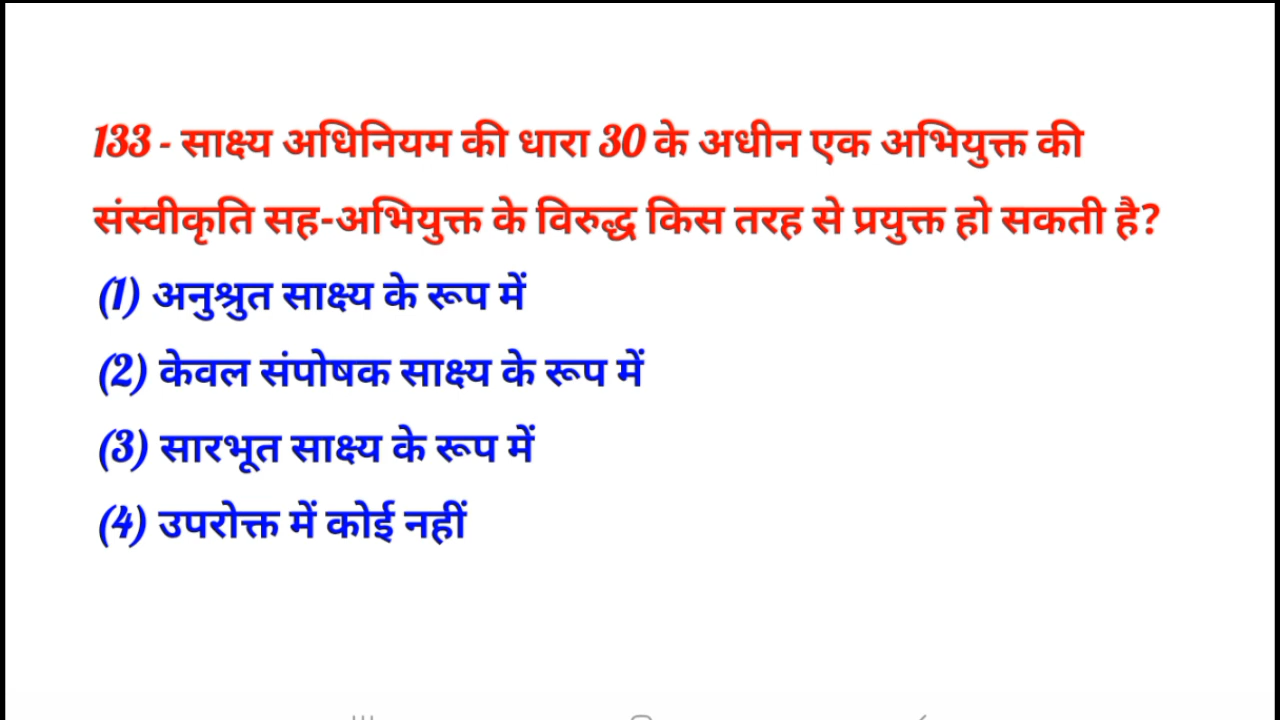 133 - साक्ष्य अधिनियम की धारा 30 के अधीन एक अभियुक्त की
संस्वीकृति सह-अभियुक्त के विरुद्ध किस तरह से प्रयुक्त हो सकती है?
(1) अनुश्रुत साक्ष्य के रूप में
(2) केवल संपोषक साक्ष्य के रूप में
(3) सारभूत साक्ष्य के रूप में
(4) उपरोक्त में कोई नहीं